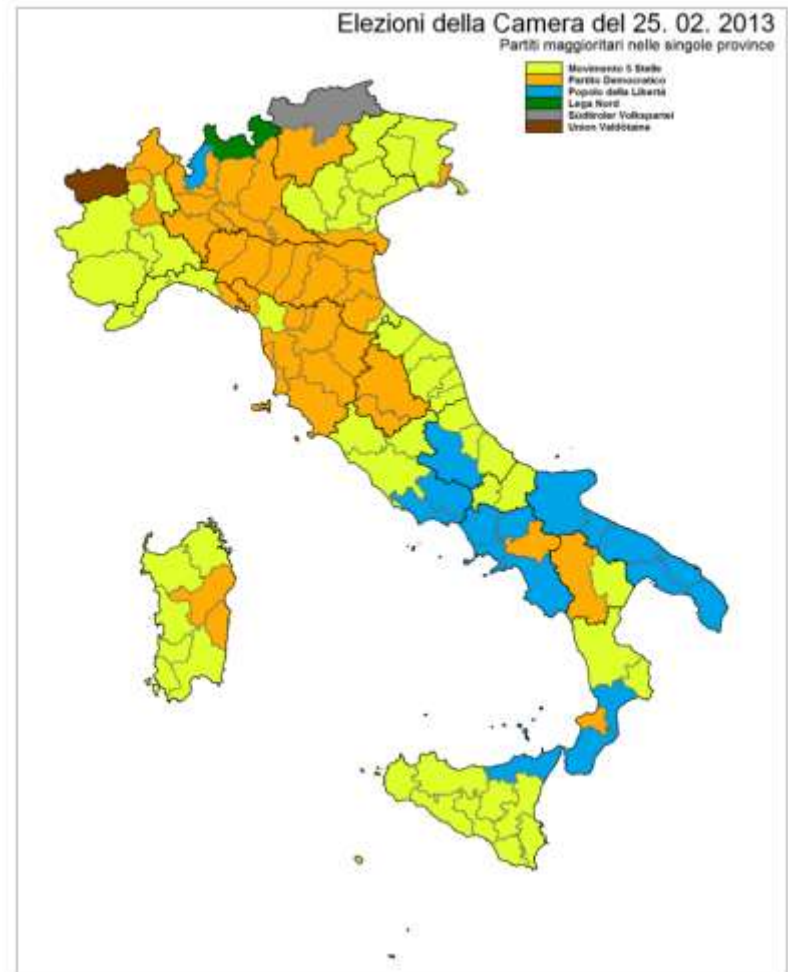 Elezioni della Camera del 25. 02. 2013
Partiti maggioritari nelle singole province
Movimento 5 Stelle
Partito Democratico
Popolo della Libertà
Lega Nord
Südtiroler Volkspartei
Union Valdôtaine